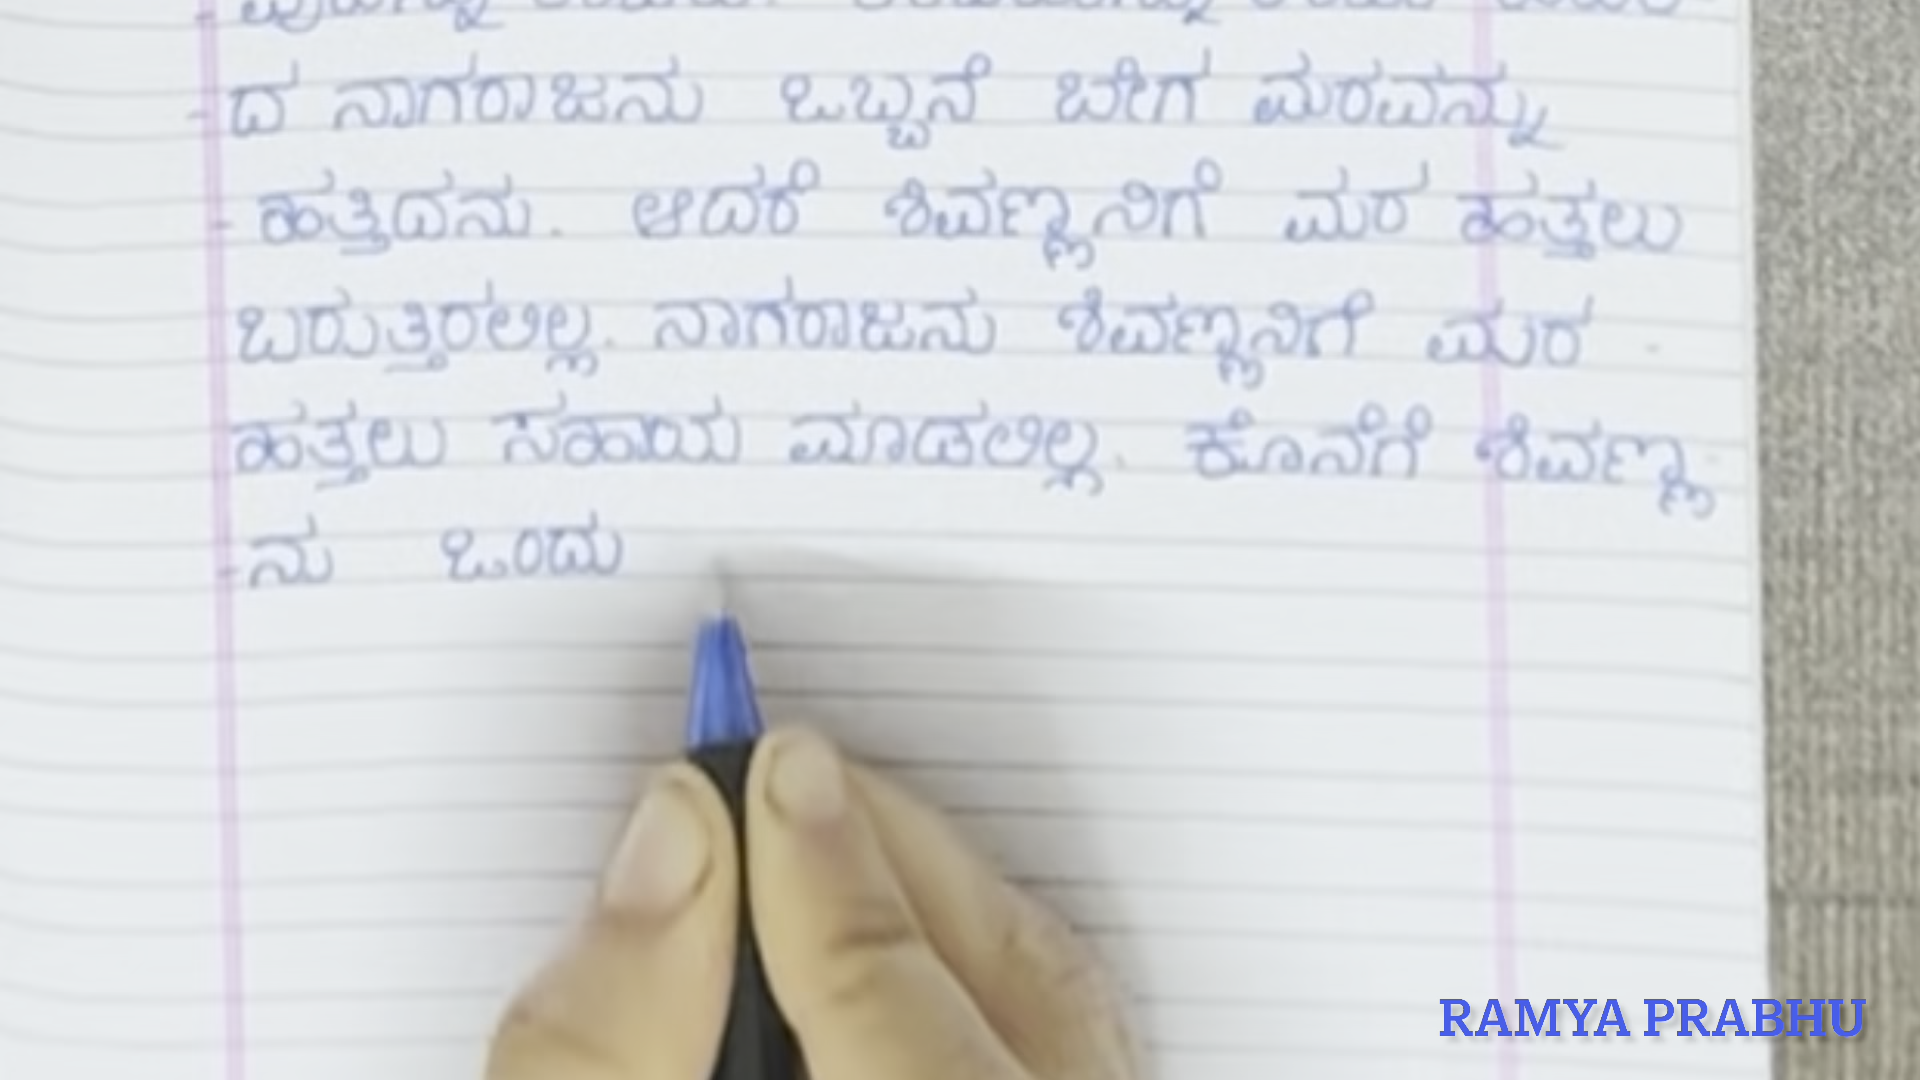 -ದ ನಾಗರಾಜನು ಒಬ್ಬನೆ ಬೇಗ ಮರವನ್ನು
- ಹತ್ತಿದನು. ಆದರೆ ಶಿವಣ್ಣನಿಗೆ ಮರ ಹತ್ತಲು
ಬರುತ್ತಿರಲಿಲ್ಲ. ನಾಗರಾಜನು ಶಿವಣ್ಣನಿಗೆ ಮರ
ಹತ್ತಲು ಸಹಾಯ ಮಾಡಲಿಲ್ಲ. ಕೊನೆಗೆ ಶಿವಣ್ಣ
-ನು ಒಂದು
RAMYA PRABHU